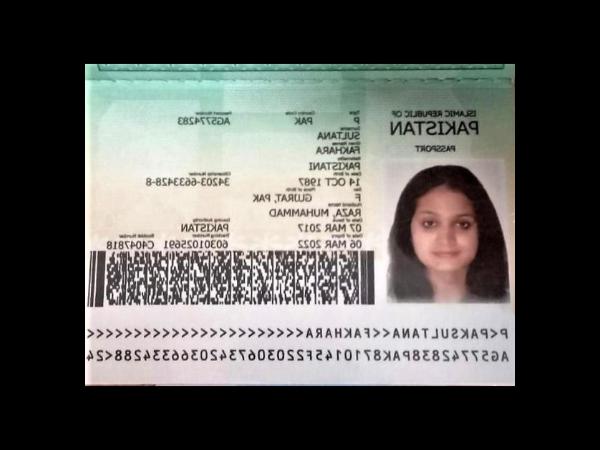 ISLAMIC REPUBLIC OF
PAKISTAN
PASSPORT
Type Country Code Passport Number
P PAK AG5774283
Surname
SULTANA
Given Name
FAKHARA
Nationality
PAKISTANI
Date of Birth Citizenship Number
14 OCT 1987 34203-6633428-8
Sex Place of Birth
F GUJRAT, PAK
Husband Name
RAZA, MUHAMMAD
Date of Issue Issuing Authority
07 MAR 2017 PAKISTAN
Date of Expiry Tracking Number Booklet Number
06 MAR 2022 60301025691 C4047818
P<PAKSULTANA<<FAKHARA<<<<<<<<<<<<<<<<<<<<<<<
AG57742838PAK8710145F22030673420366334288<24